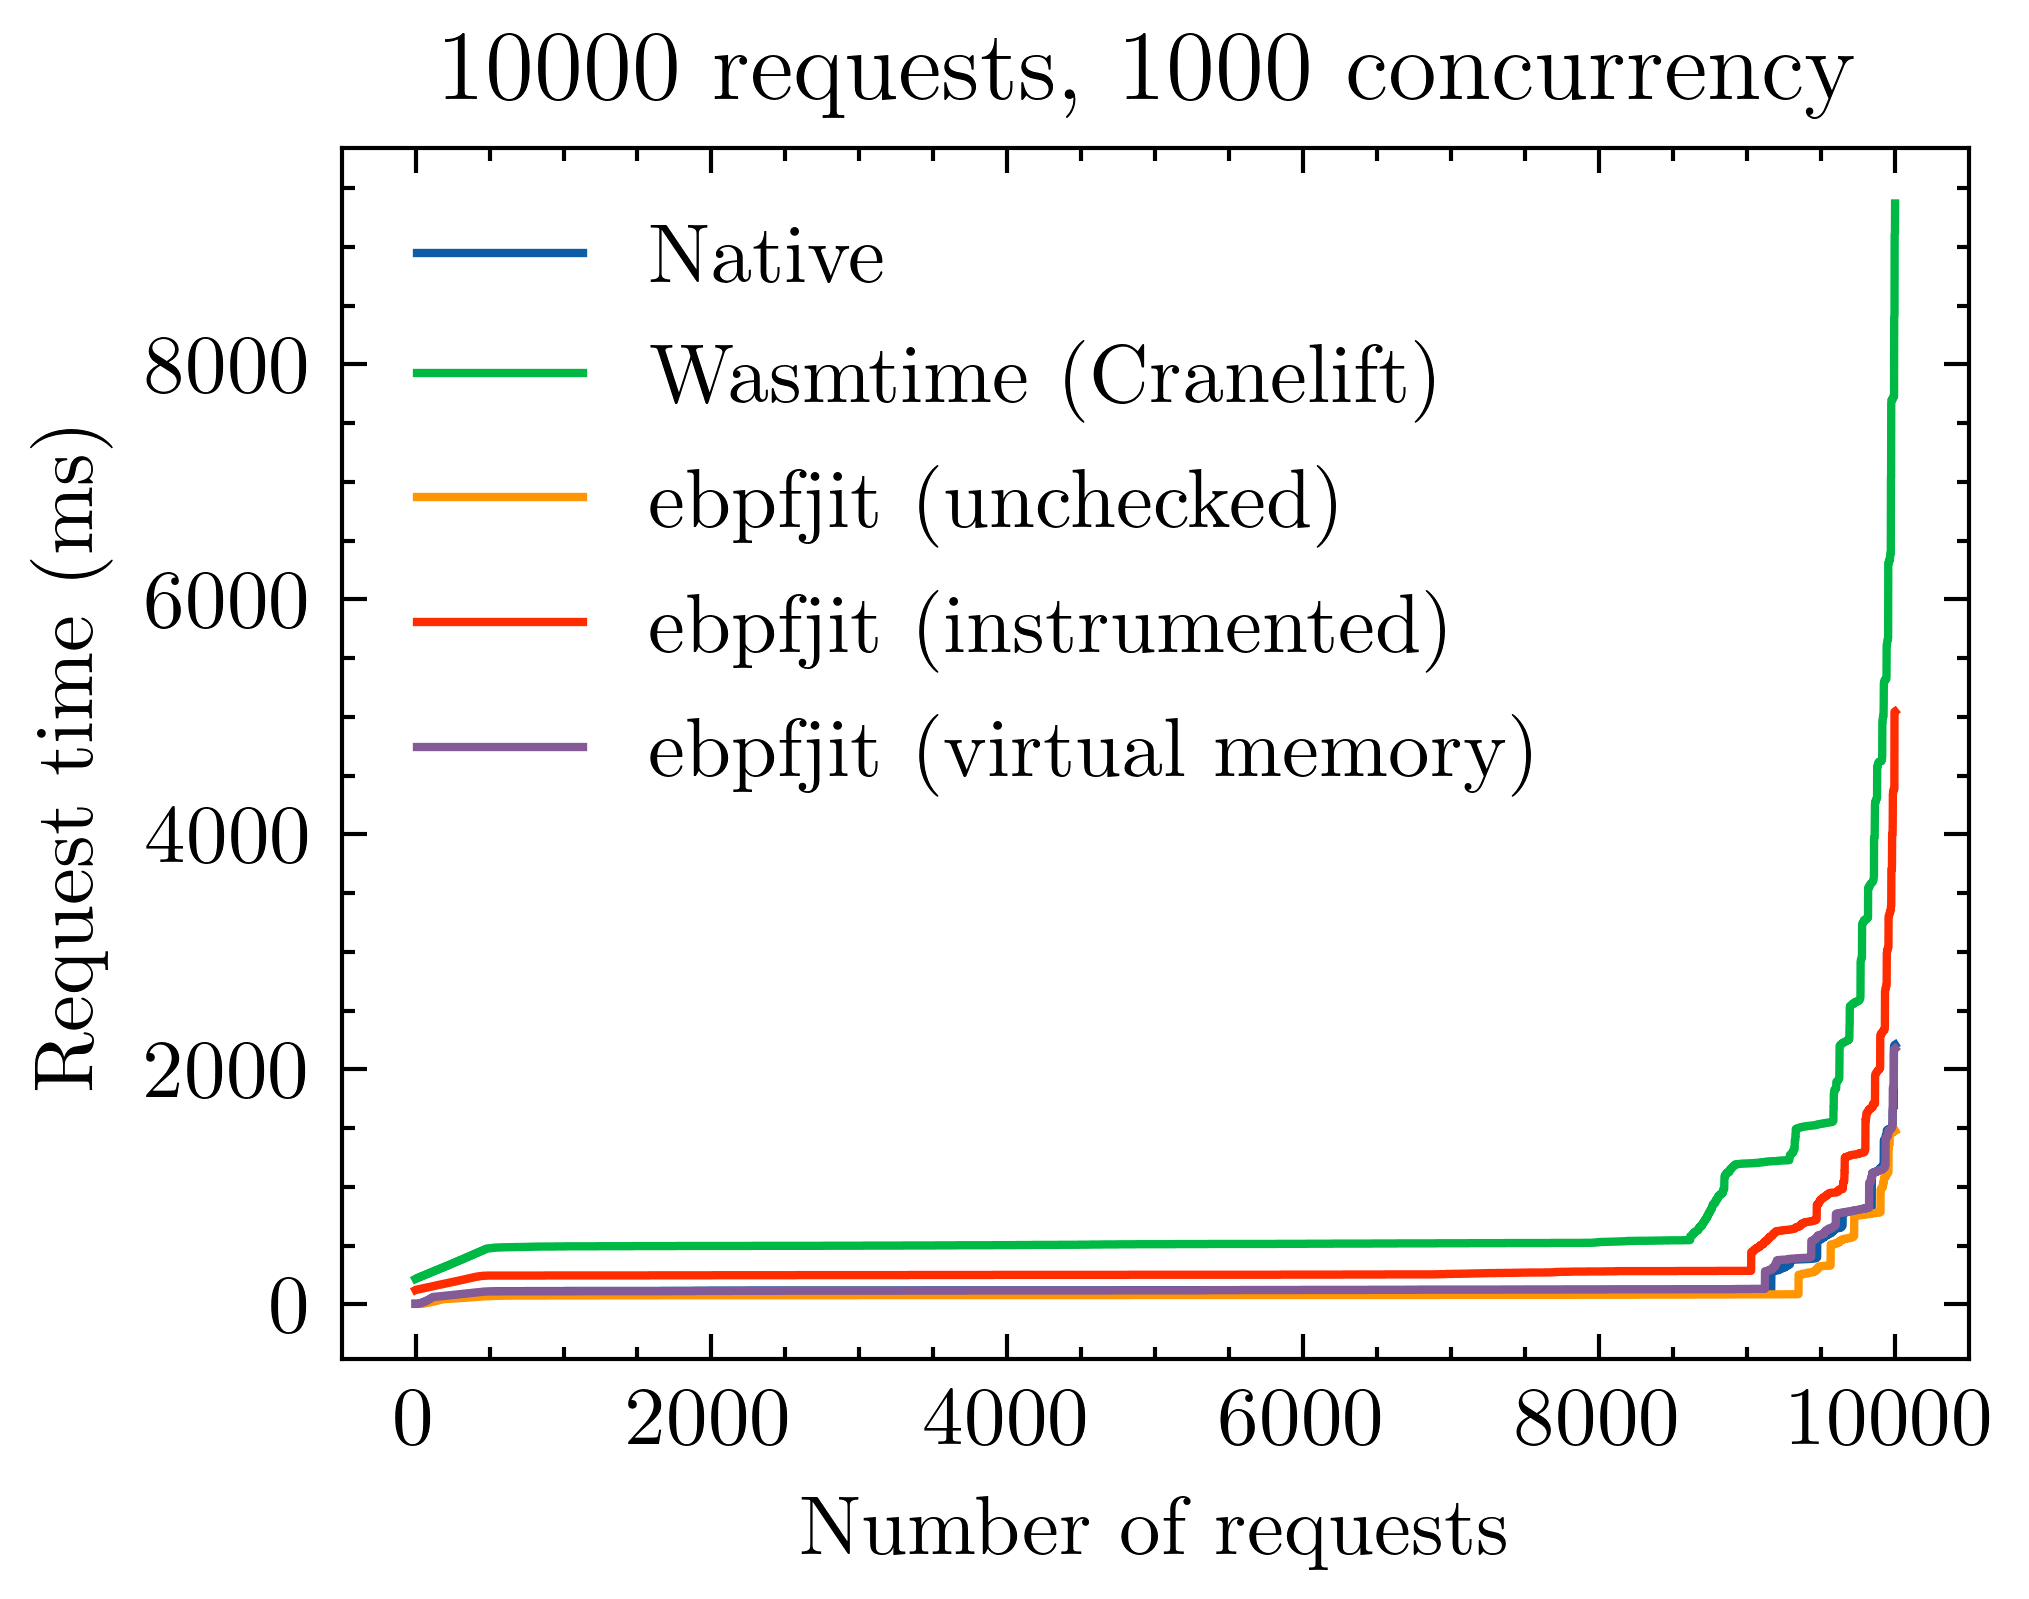 10000 requests, 1000 concurrency
Native
Wasmtime (Cranelift)
ebpfjit (unchecked)
ebpfjit (instrumented)
ebpfjit (virtual memory)
Request time (ms)
8000
6000
4000
2000
0
0 2000 4000 6000 8000 10000
Number of requests